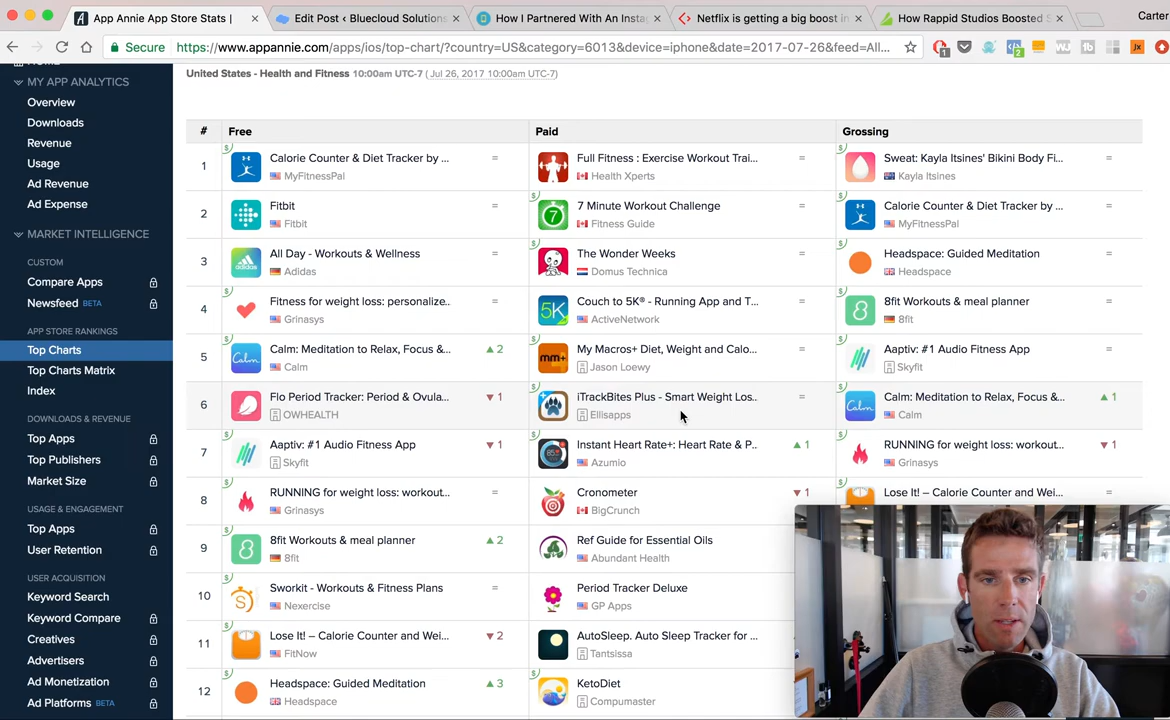 App Annie App Store Stats |
Edit Post ‹ Bluecloud Solutions
How I Partnered With An Insta
Netflix is getting a big boost in
How Rappid Studios Boosted S
Carter
Secure
https://www.appannie.com/apps/ios/top-chart/?country=US&category=6013&device=iphone&date=2017-07-26&feed=All...
United States - Health and Fitness 10:00am UTC-7 ( Jul 26, 2017 10:00am UTC-7)
MY APP ANALYTICS
Overview
Downloads
Revenue
Usage
Ad Revenue
Ad Expense
MARKET INTELLIGENCE
CUSTOM
Compare Apps
Newsfeed BETA
APP STORE RANKINGS
Top Charts
Top Charts Matrix
Index
DOWNLOADS & REVENUE
Top Apps
Top Publishers
Market Size
USAGE & ENGAGEMENT
Top Apps
User Retention
USER ACQUISITION
Keyword Search
Keyword Compare
Creatives
Advertisers
Ad Monetization
Ad Platforms BETA
# Free Paid Grossing
1 Calorie Counter & Diet Tracker by ... = Full Fitness : Exercise Workout Trai... = Sweat: Kayla Itsines' Bikini Body Fi... =
MyFitnessPal Health Xperts Kayla Itsines
2 Fitbit = 7 Minute Workout Challenge = Calorie Counter & Diet Tracker by ... =
Fitbit Fitness Guide MyFitnessPal
3 All Day - Workouts & Wellness = The Wonder Weeks = Headspace: Guided Meditation =
Adidas Domus Technica Headspace
4 Fitness for weight loss: personalize.. = Couch to 5K® - Running App and T... = 8fit Workouts & meal planner =
Grinasys ActiveNetwork 8fit
5 Calm: Meditation to Relax, Focus &... ▲ 2 My Macros+ Diet, Weight and Calo... = Aaptiv: #1 Audio Fitness App =
Calm Jason Loewy Skyfit
6 Flo Period Tracker: Period & Ovula... ▼ 1 iTrackBites Plus - Smart Weight Los.. = Calm: Meditation to Relax, Focus &... ▲ 1
OWHEALTH Ellisapps Calm
7 Aaptiv: #1 Audio Fitness App ▼ 1 Instant Heart Rate+: Heart Rate & P.. ▲ 1 RUNNING for weight loss: workout... ▼ 1
Skyfit Azumio Grinasys
8 RUNNING for weight loss: workout... = Cronometer ▼ 1 Lose It! – Calorie Counter and Wei...
Grinasys BigCrunch
9 8fit Workouts & meal planner ▲ 2 Ref Guide for Essential Oils
8fit Abundant Health
10 Sworkit - Workouts & Fitness Plans = Period Tracker Deluxe
Nexercise GP Apps
11 Lose It! – Calorie Counter and Wei... ▼ 2 AutoSleep. Auto Sleep Tracker for ...
FitNow Tantsissa
12 Headspace: Guided Meditation ▲ 3 KetoDiet
Headspace Compumaster